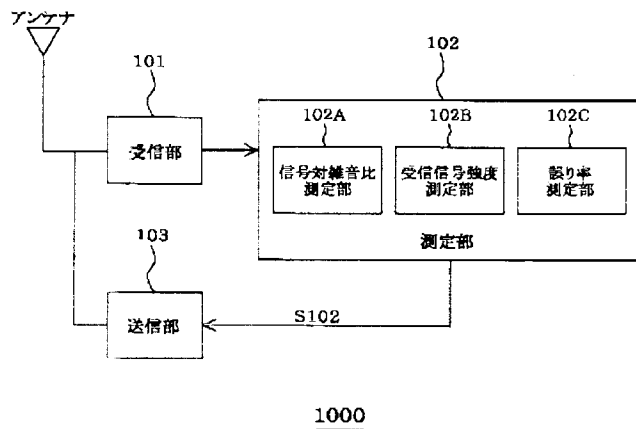 アンテナ
101
受信部
102
102A
信号対雑音比
測定部
102B
受信信号強度
測定部
102C
誤り率
測定部
測定部
103
送信部
S102
1000